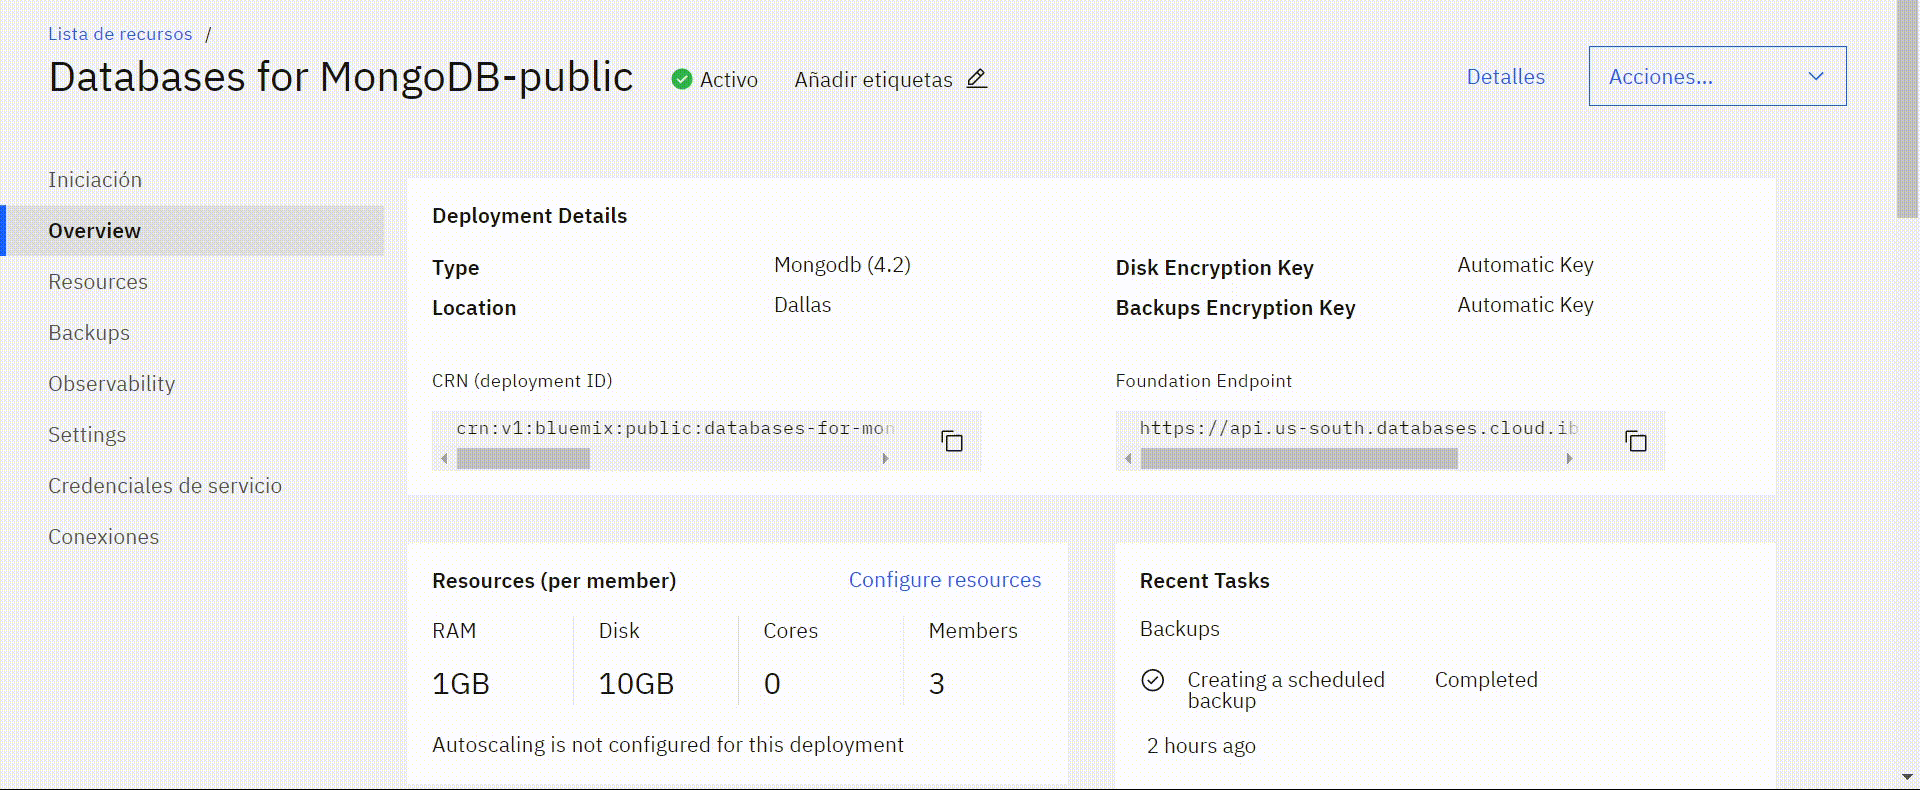 Lista de recursos /
Databases for MongoDB-public
Activo
Añadir etiquetas
Detalles
Acciones...
Iniciación
Overview
Resources
Backups
Observability
Settings
Credenciales de servicio
Conexiones
Deployment Details
Type Mongodb (4.2)
Location Dallas
Disk Encryption Key Automatic Key
Backups Encryption Key Automatic Key
CRN (deployment ID)
crn:v1:bluemix:public:databases-for-mon
Foundation Endpoint
https://api.us-south.databases.cloud.ib
Resources (per member)
Configure resources
RAM Disk Cores Members
1GB 10GB 0 3
Autoscaling is not configured for this deployment
Recent Tasks
Backups
Creating a scheduled Completed
backup
2 hours ago